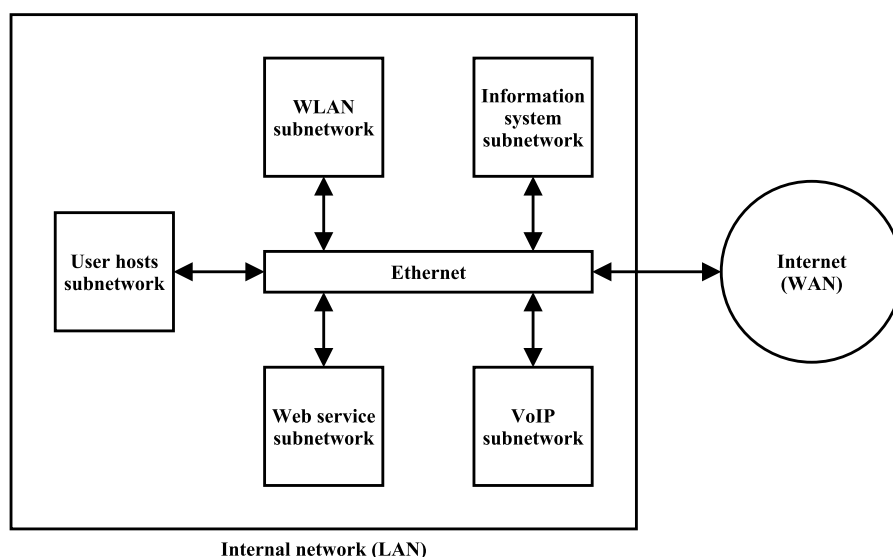 WLAN
subnetwork
Information
system
subnetwork
User hosts
subnetwork
Ethernet
Internet
(WAN)
Web service
subnetwork
VoIP
subnetwork
Internal network (LAN)